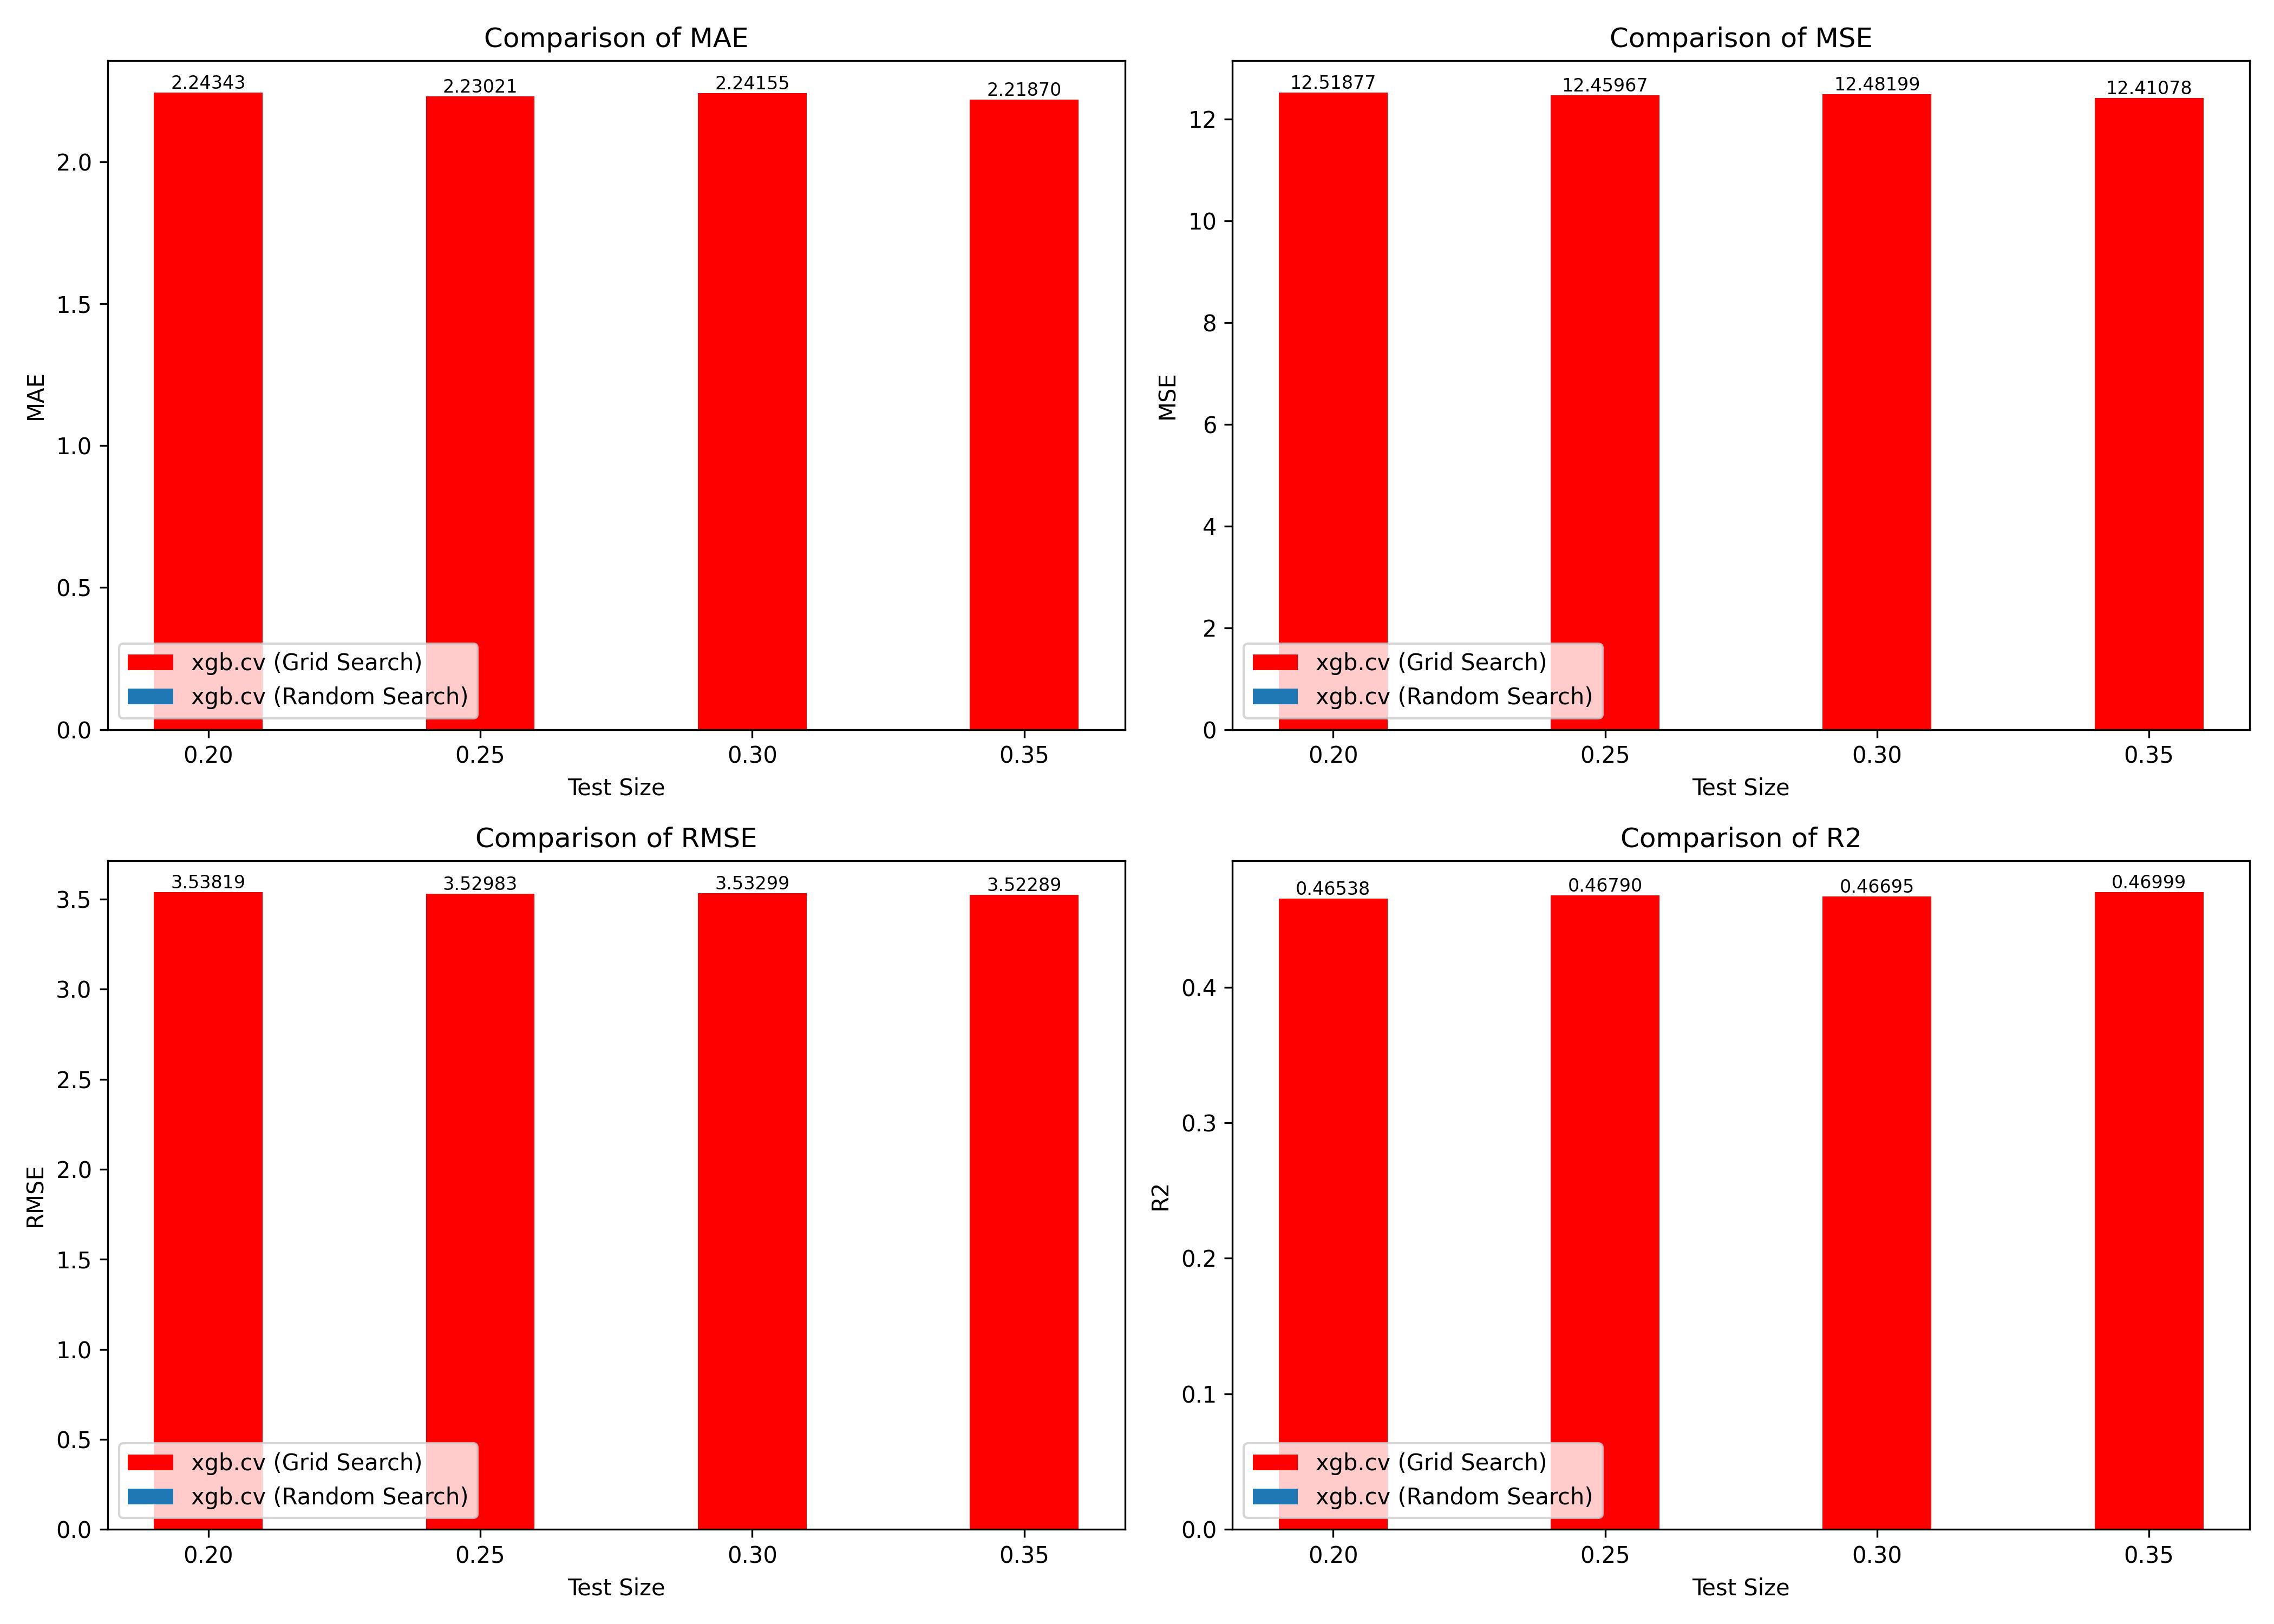 Comparison of MAE
2.24343
2.23021
2.24155
2.21870
2.0
1.5
1.0
0.5
0.0
MAE
xgb.cv (Grid Search)
xgb.cv (Random Search)
0.20
0.25
0.30
0.35
Test Size
Comparison of MSE
12.51877
12.45967
12.48199
12.41078
12
10
8
6
4
2
0
MSE
xgb.cv (Grid Search)
xgb.cv (Random Search)
0.20
0.25
0.30
0.35
Test Size
Comparison of RMSE
3.53819
3.52983
3.53299
3.52289
3.5
3.0
2.5
2.0
1.5
1.0
0.5
0.0
RMSE
xgb.cv (Grid Search)
xgb.cv (Random Search)
0.20
0.25
0.30
0.35
Test Size
Comparison of R2
0.46538
0.46790
0.46695
0.46999
0.4
0.3
0.2
0.1
0.0
R2
xgb.cv (Grid Search)
xgb.cv (Random Search)
0.20
0.25
0.30
0.35
Test Size